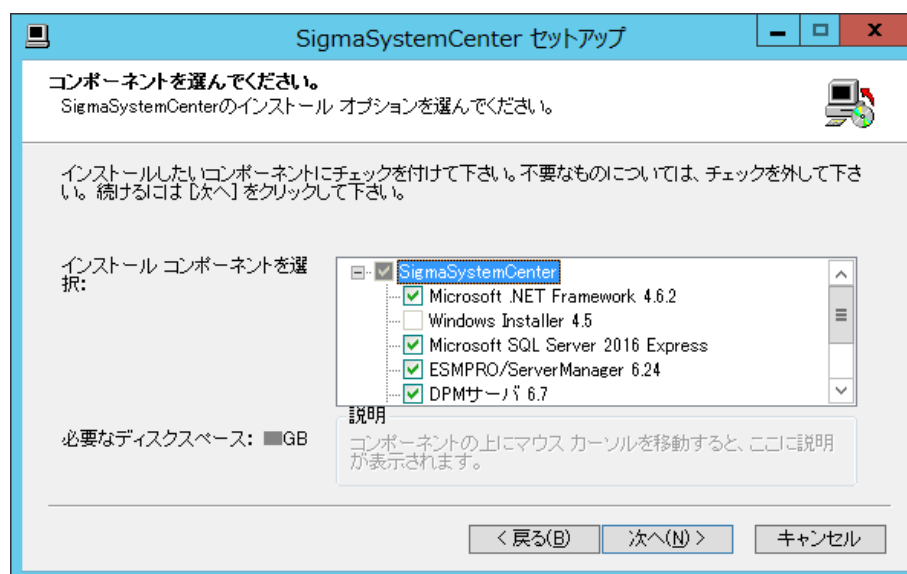 SigmaSystemCenter セットアップ
コンポーネントを選んでください。
SigmaSystemCenterのインストール オプションを選んでください。
インストールしたいコンポーネントにチェックを付けて下さい。不要なものについては、チェックを外して下さ
い。続けるには [次へ] をクリックして下さい。
インストール コンポーネントを選
択:
SigmaSystemCenter
Microsoft .NET Framework 4.6.2
Windows Installer 4.5
Microsoft SQL Server 2016 Express
ESMPRO/ServerManager 6.24
DPMサーバ 6.7
必要なディスクスペース: GB
説明
コンポーネントの上にマウス カーソルを移動すると、ここに説明
が表示されます。
< 戻る(B)
次へ(N) >
キャンセル